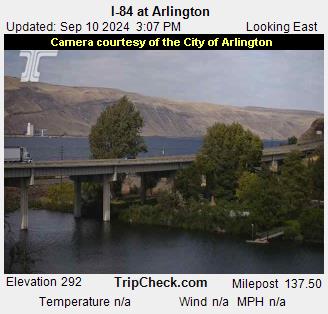 I-84 at Arlington
Updated: Sep 10 2024 3:07 PM Looking East
Camera courtesy of the City of Arlington
Elevation 292 TripCheck.com Milepost 137.50
Temperature n/a Wind n/a MPH n/a